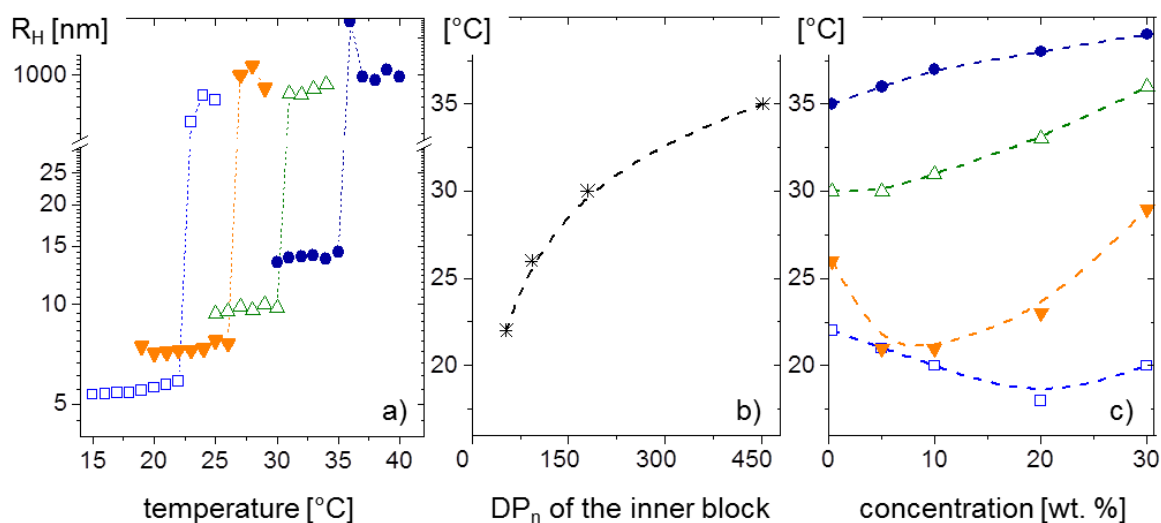 R_H [nm]
1000
25
20
15
10
5
a)
15 20 25 30 35 40
temperature [°C]
[°C]
35
30
25
20
b)
0 150 300 450
DP_n of the inner block
[°C]
35
30
25
20
c)
0 10 20 30
concentration [wt. %]